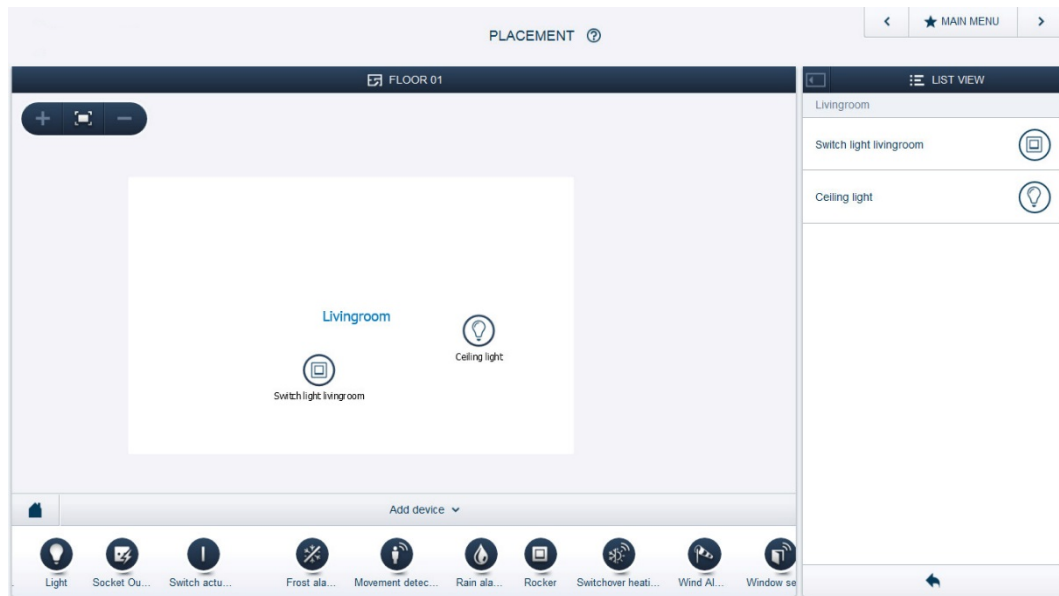 PLACEMENT
MAIN MENU
FLOOR 01
LIST VIEW
Livingroom
Switch light livingroom
Ceiling light
Livingroom
Ceiling light
Switch light livingroom
Add device
Light
Socket Ou...
Switch actu...
Frost ala...
Movement detec...
Rain ala...
Rocker
Switchover heati...
Wind Al...
Window se